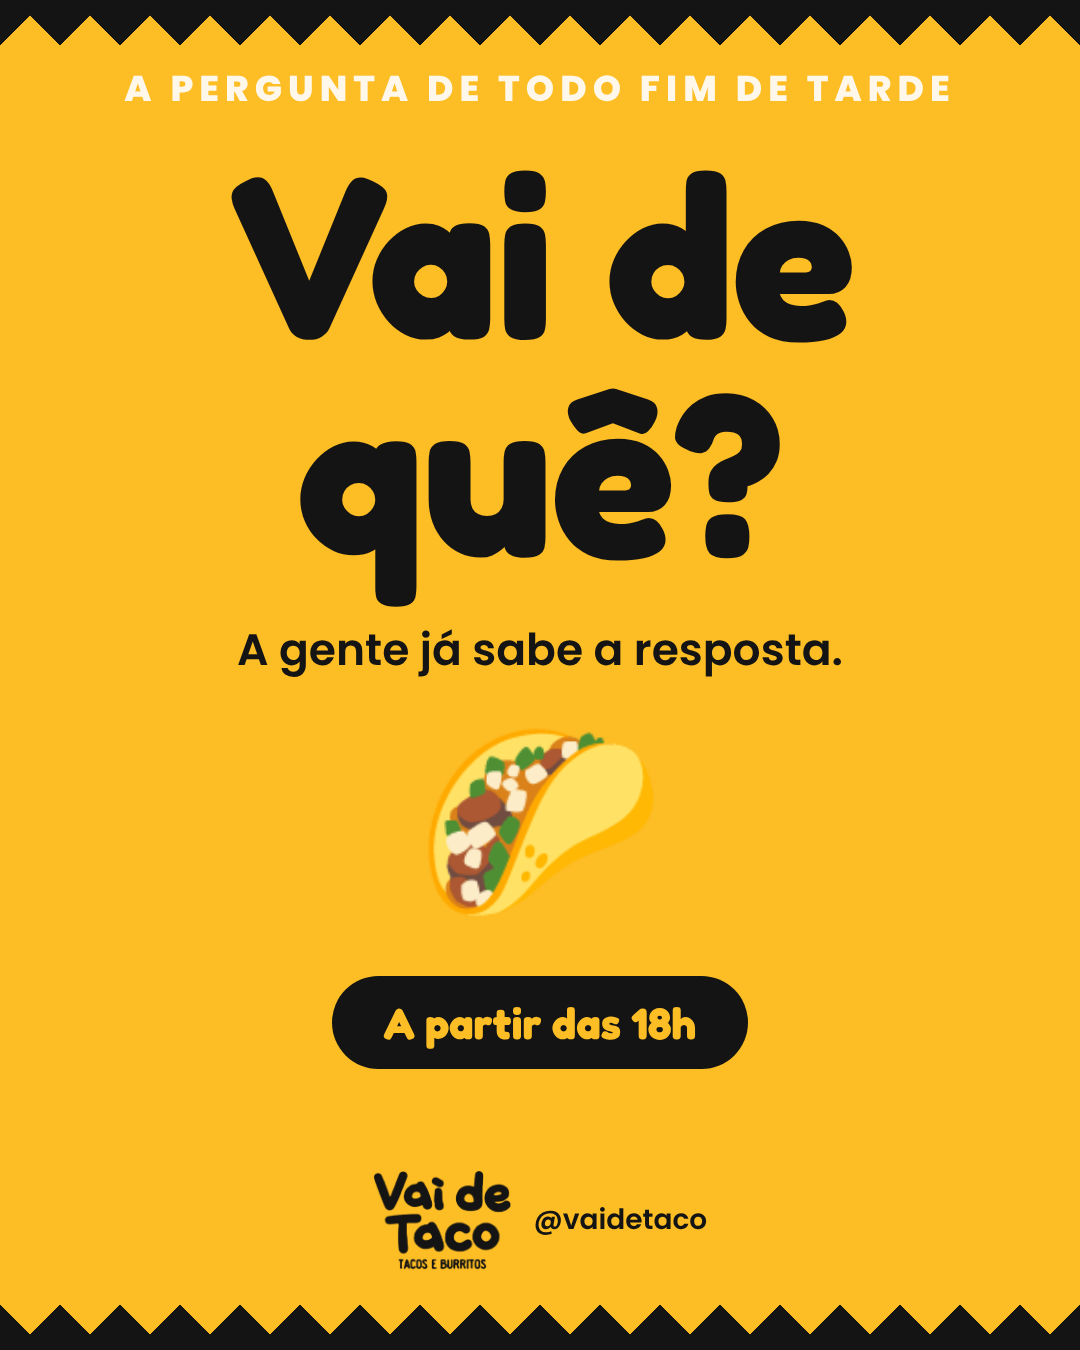 A PERGUNTA DE TODO FIM DE TARDE
Vai de
quê?
A gente já sabe a resposta.
A partir das 18h
Vai de
Taco
TACOS E BURRITOS
@vaidetaco